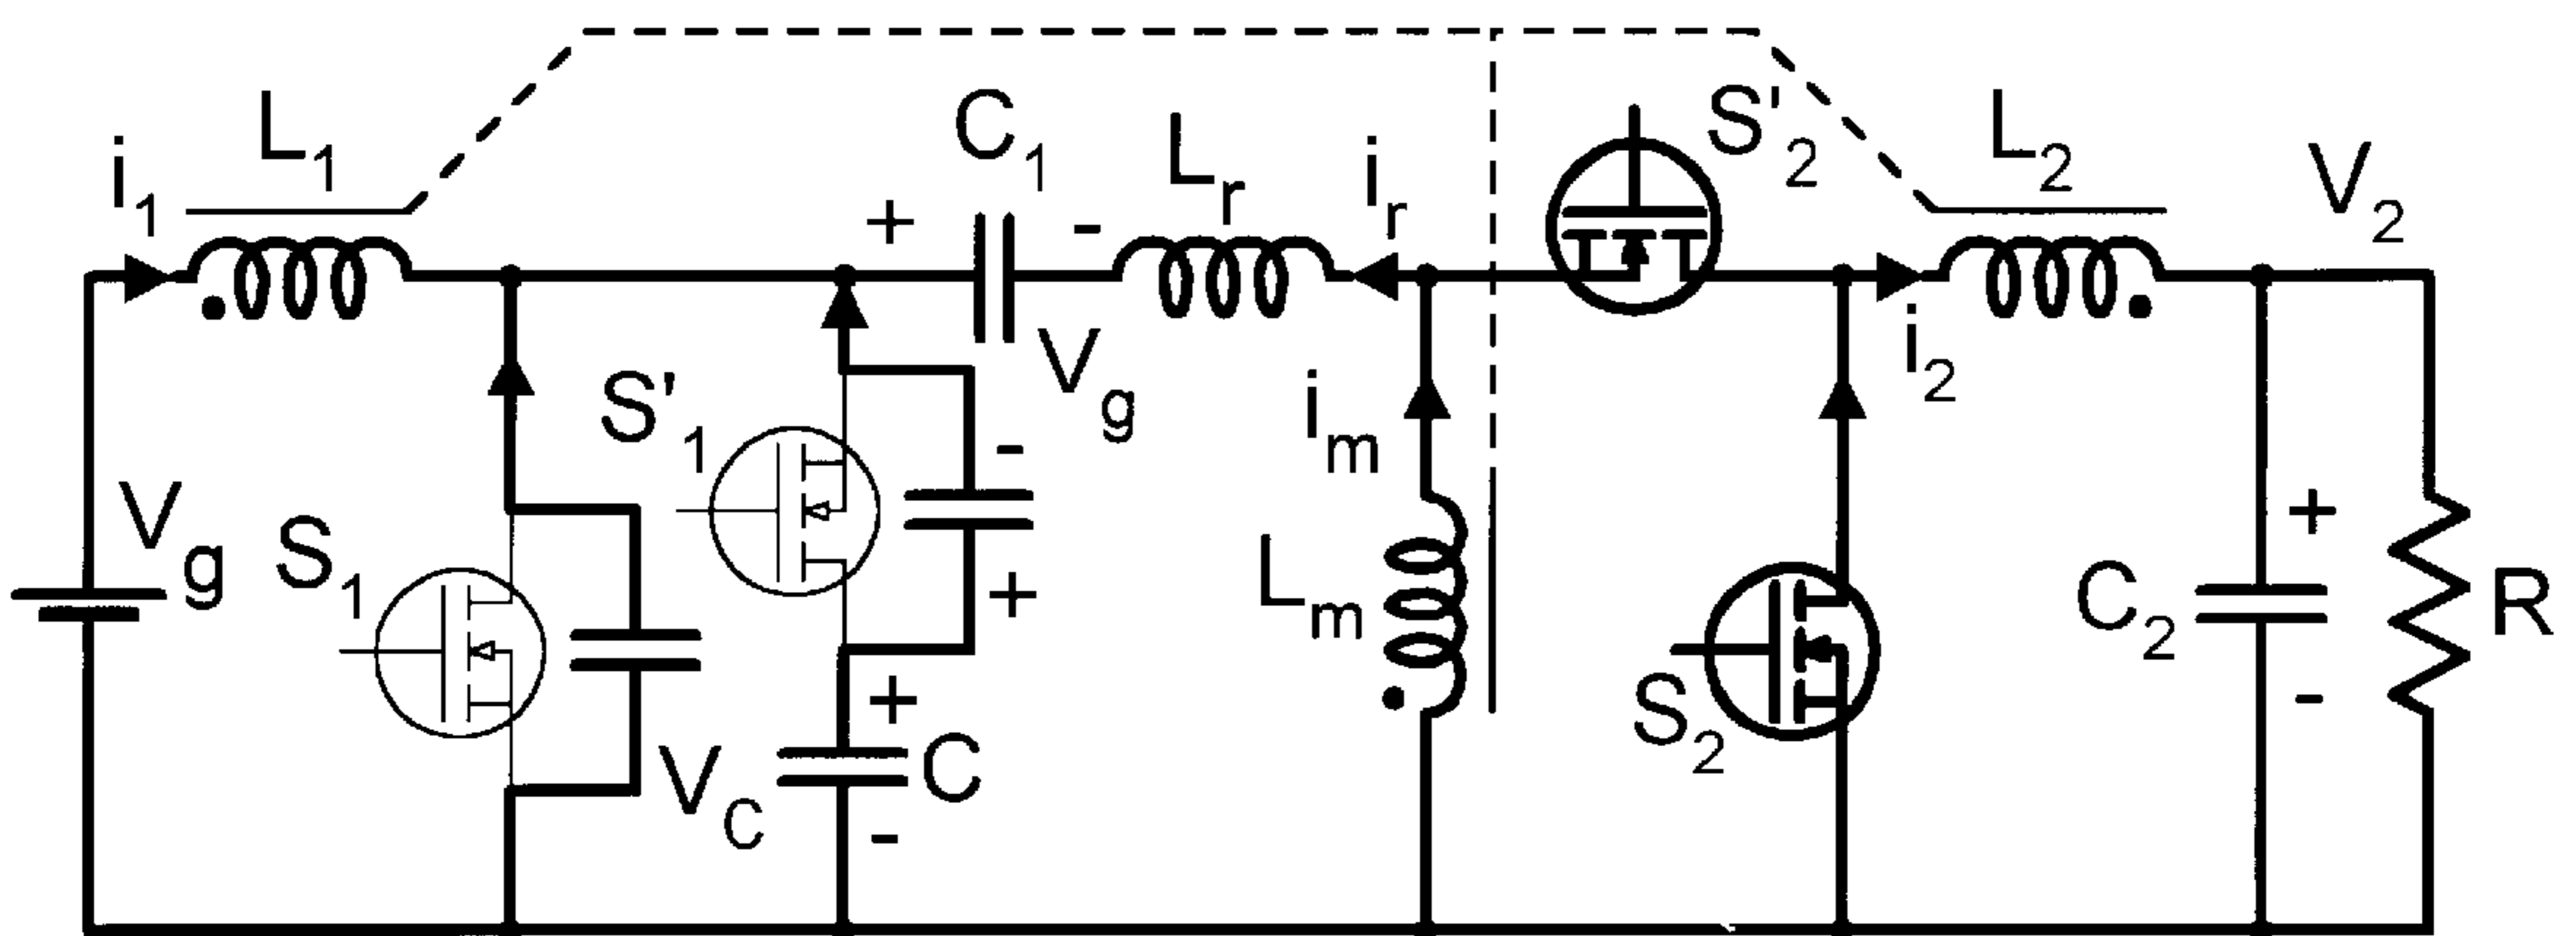 i1
L1
C1
Lr
ir
S'2
L2
V2
+
-
Vg
i2
S'1
im
-
Vg
S1
Lm
+
+
C2
R
VC
+
C
S2
-
-